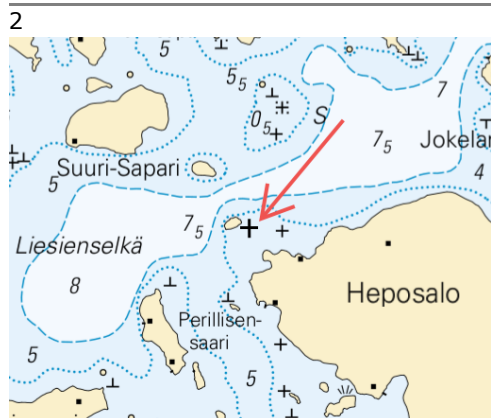 2
5
5₅
7
0₅
S
7₅
Jokelan
Suuri-Sapari
5
4
7₅
Liesienselkä
8
Heposalo
Perillisen-
saari
5
5